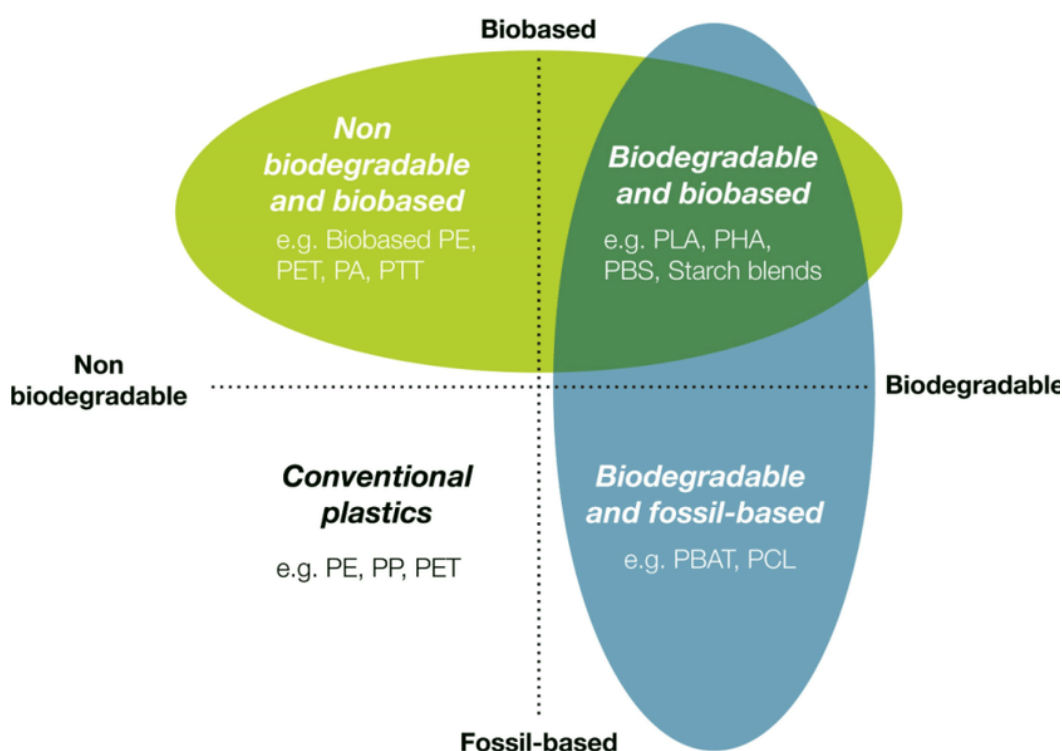 Biobased
Non
biodegradable
and biobased
e.g. Biobased PE,
PET, PA, PTT
Biodegradable
and biobased
e.g. PLA, PHA,
PBS, Starch blends
Non
biodegradable
Biodegradable
Conventional
plastics
e.g. PE, PP, PET
Biodegradable
and fossil-based
e.g. PBAT, PCL
Fossil-based